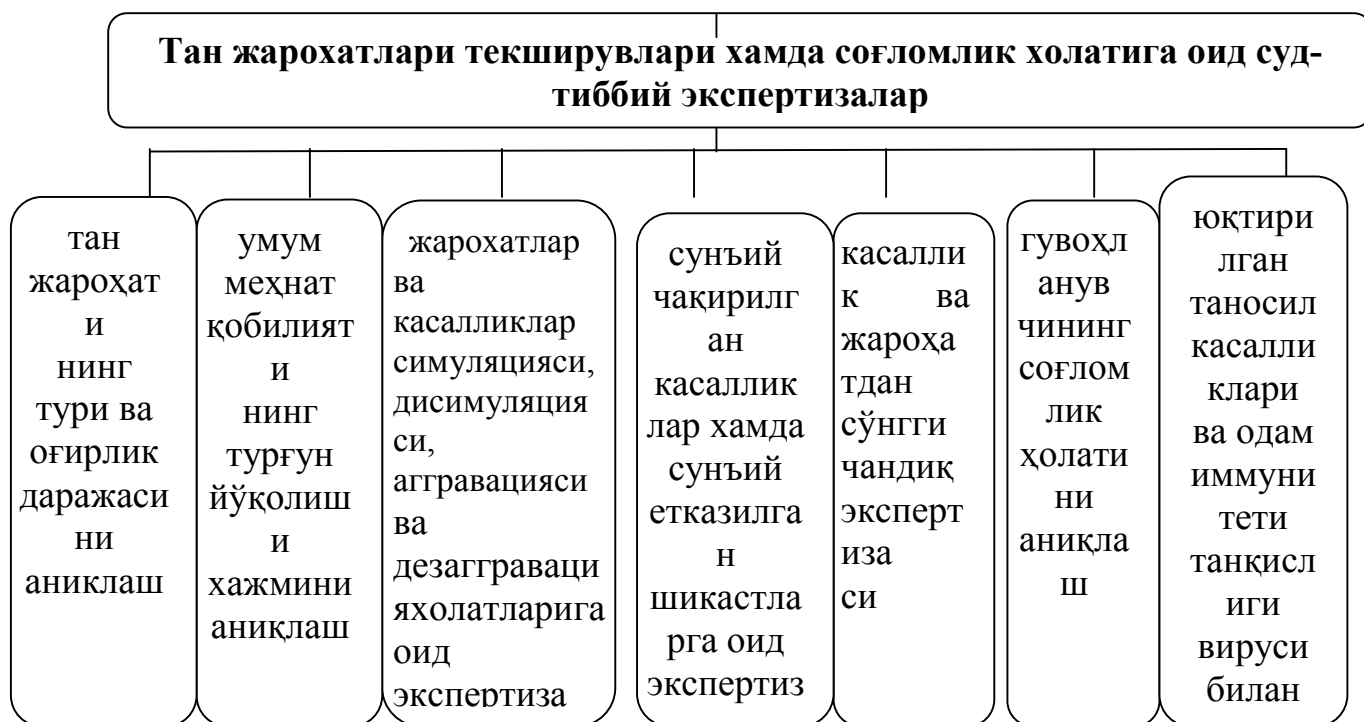 Тан жарохатлари текширувлари хамда соғломлик холатига оид суд-
тиббий экспертизалар
тан
жароҳат
и
нинг
тури ва
оғирлик
даражаси
ни
аниклаш
умум
меҳнат
қобилият
и
нинг
турғун
йўқолиш
и
хажмини
аниқлаш
жарохатлар
ва
касалликлар
симуляцияси,
дисимуляция
си,
аггравацияси
ва
дезагграваци
яхолатларига
оид
экспертиза
сунъий
чақирилг
ан
касаллик
лар хамда
сунъий
етказилга
н
шикастла
рга оид
экспертиз
касалли
к ва
жароҳа
тдан
сўнгги
чандиқ
эксперт
иза
си
гувоҳл
анув
чининг
соғлом
лик
ҳолати
ни
аниқла
ш
юқтири
лган
таносил
касалли
клари
ва одам
иммуни
тети
танқисл
иги
вируси
билан